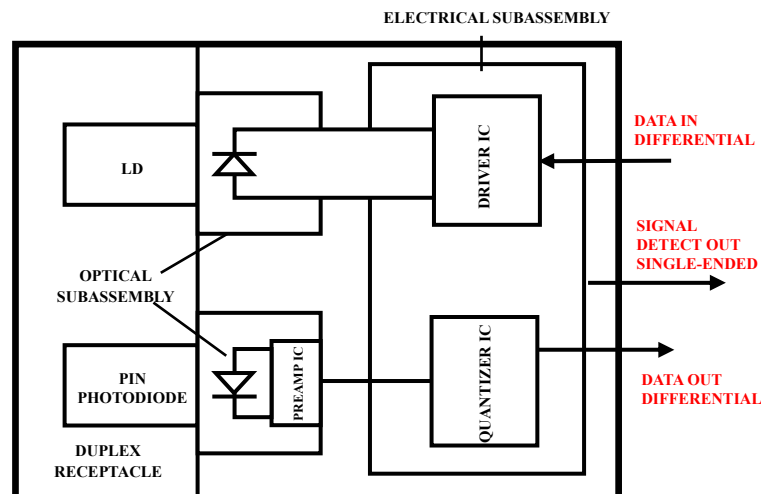 ELECTRICAL SUBASSEMBLY
DATA IN
DIFFERENTIAL
LD
DRIVER IC
SIGNAL
DETECT OUT
SINGLE-ENDED
OPTICAL
SUBASSEMBLY
PIN
PHOTODIODE
PREAMP IC
QUANTIZER IC
DATA OUT
DIFFERENTIAL
DUPLEX
RECEPTACLE